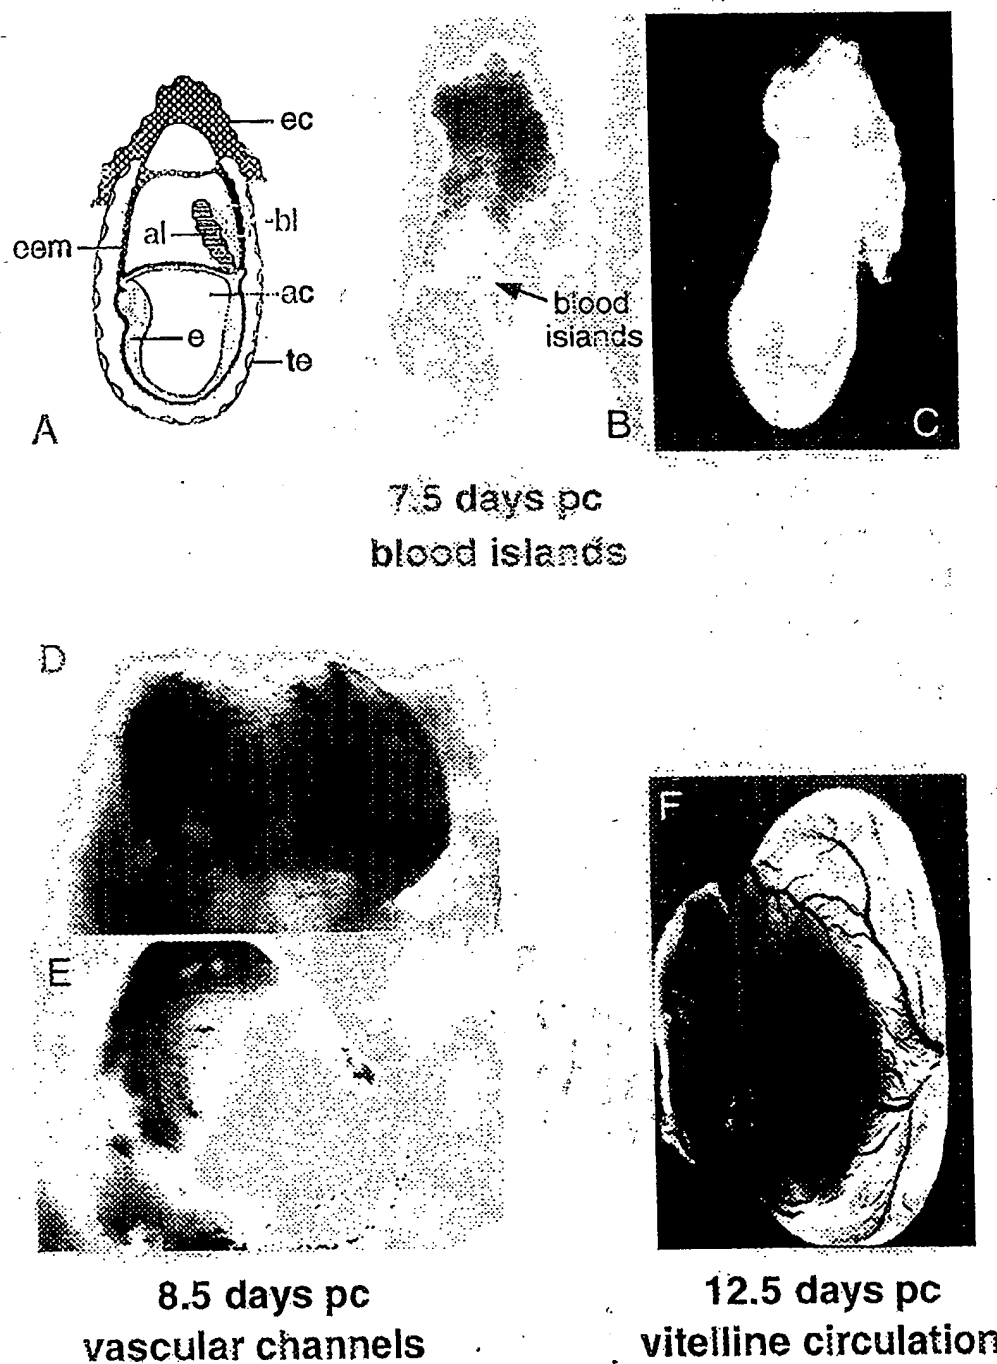 ec
al
bl
eem
ac
e
te
A
blood
islands
B
C
7.5 days pc
blood islands
D
E
F
8.5 days pc
vascular channels
12.5 days pc
vitelline circulation